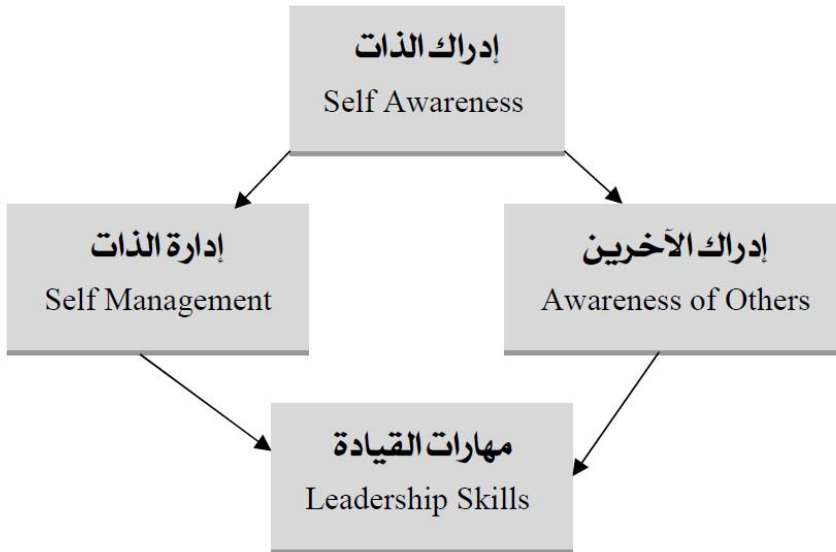 إدراك الذات
Self Awareness
إدارة الذات
Self Management
إدراك الآخرين
Awareness of Others
مهارات القيادة
Leadership Skills